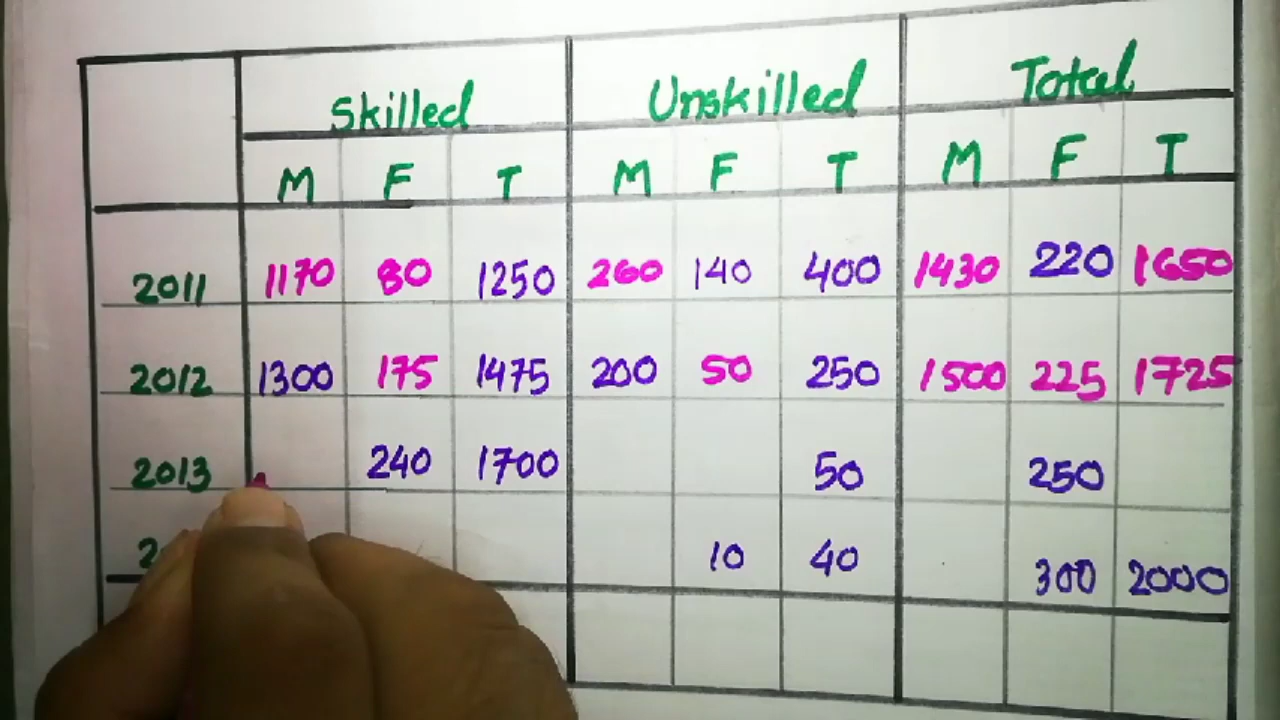 Skilled Unskilled Total
M F T M F T M F T
2011 1170 80 1250 260 140 400 1430 220 1650
2012 1300 175 1475 200 50 250 1500 225 1725
2013 240 1700 50 250
10 40 300 2000